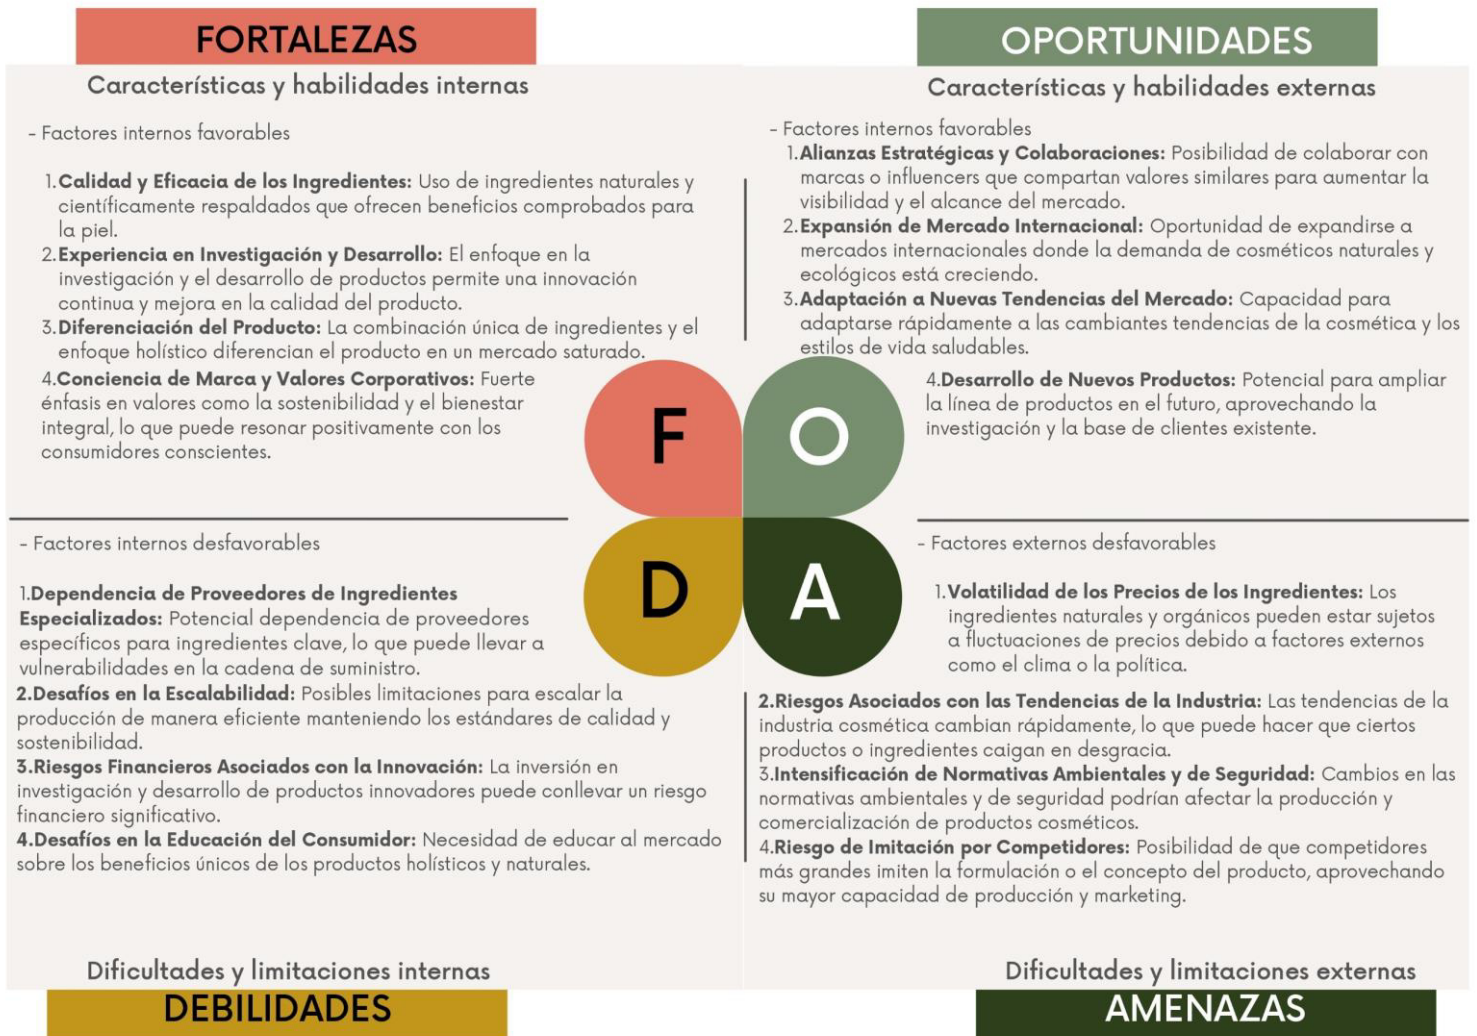 FORTALEZAS
Características y habilidades internas
- Factores internos favorables
1.Calidad y Eficacia de los Ingredientes: Uso de ingredientes naturales y
científicamente respaldados que ofrecen beneficios comprobados para
la piel.
2.Experiencia en Investigación y Desarrollo: El enfoque en la
investigación y el desarrollo de productos permite una innovación
continua y mejora en la calidad del producto.
3.Diferenciación del Producto: La combinación única de ingredientes y el
enfoque holístico diferencian el producto en un mercado saturado.
4.Conciencia de Marca y Valores Corporativos: Fuerte
énfasis en valores como la sostenibilidad y el bienestar
integral, lo que puede resonar positivamente con los
consumidores conscientes.
OPORTUNIDADES
Características y habilidades externas
- Factores internos favorables
1.Alianzas Estratégicas y Colaboraciones: Posibilidad de colaborar con
marcas o influencers que compartan valores similares para aumentar la
visibilidad y el alcance del mercado.
2.Expansión de Mercado Internacional: Oportunidad de expandirse a
mercados internacionales donde la demanda de cosméticos naturales y
ecológicos está creciendo.
3.Adaptación a Nuevas Tendencias del Mercado: Capacidad para
adaptarse rápidamente a las cambiantes tendencias de la cosmética y los
estilos de vida saludables.
4.Desarrollo de Nuevos Productos: Potencial para ampliar
la línea de productos en el futuro, aprovechando la
investigación y la base de clientes existente.
F
O
D
A
- Factores internos desfavorables
1.Dependencia de Proveedores de Ingredientes
Especializados: Potencial dependencia de proveedores
específicos para ingredientes clave, lo que puede llevar a
vulnerabilidades en la cadena de suministro.
2.Desafíos en la Escalabilidad: Posibles limitaciones para escalar la
producción de manera eficiente manteniendo los estándares de calidad y
sostenibilidad.
3.Riesgos Financieros Asociados con la Innovación: La inversión en
investigación y desarrollo de productos innovadores puede conllevar un riesgo
financiero significativo.
4.Desafíos en la Educación del Consumidor: Necesidad de educar al mercado
sobre los beneficios únicos de los productos holísticos y naturales.
Dificultades y limitaciones internas
DEBILIDADES
- Factores externos desfavorables
1.Volatilidad de los Precios de los Ingredientes: Los
ingredientes naturales y orgánicos pueden estar sujetos
a fluctuaciones de precios debido a factores externos
como el clima o la política.
2.Riesgos Asociados con las Tendencias de la Industria: Las tendencias de la
industria cosmética cambian rápidamente, lo que puede hacer que ciertos
productos o ingredientes caigan en desgracia.
3.Intensificación de Normativas Ambientales y de Seguridad: Cambios en las
normativas ambientales y de seguridad podrían afectar la producción y
comercialización de productos cosméticos.
4.Riesgo de Imitación por Competidores: Posibilidad de que competidores
más grandes imiten la formulación o el concepto del producto, aprovechando
su mayor capacidad de producción y marketing.
Dificultades y limitaciones externas
AMENAZAS